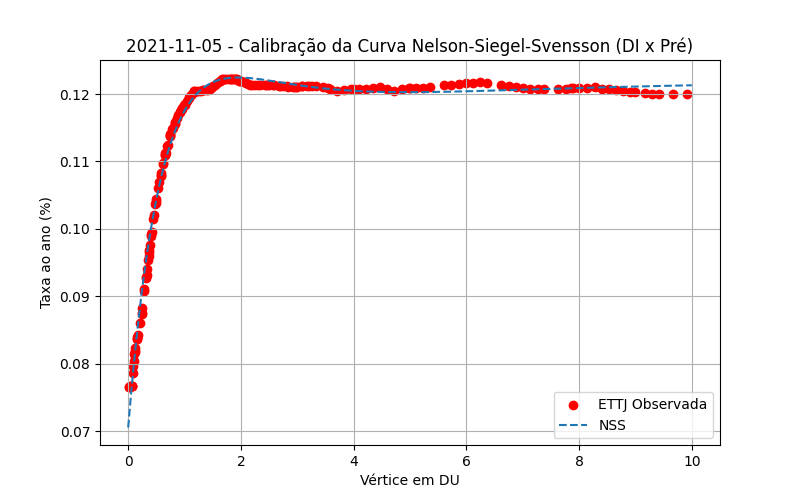 2021-11-05 - Calibração da Curva Nelson-Siegel-Svensson (DI x Pré)
Taxa ao ano (%)
0.12
0.11
0.10
0.09
0.08
0.07
ETTJ Observada
NSS
0 2 4 6 8 10
Vértice em DU